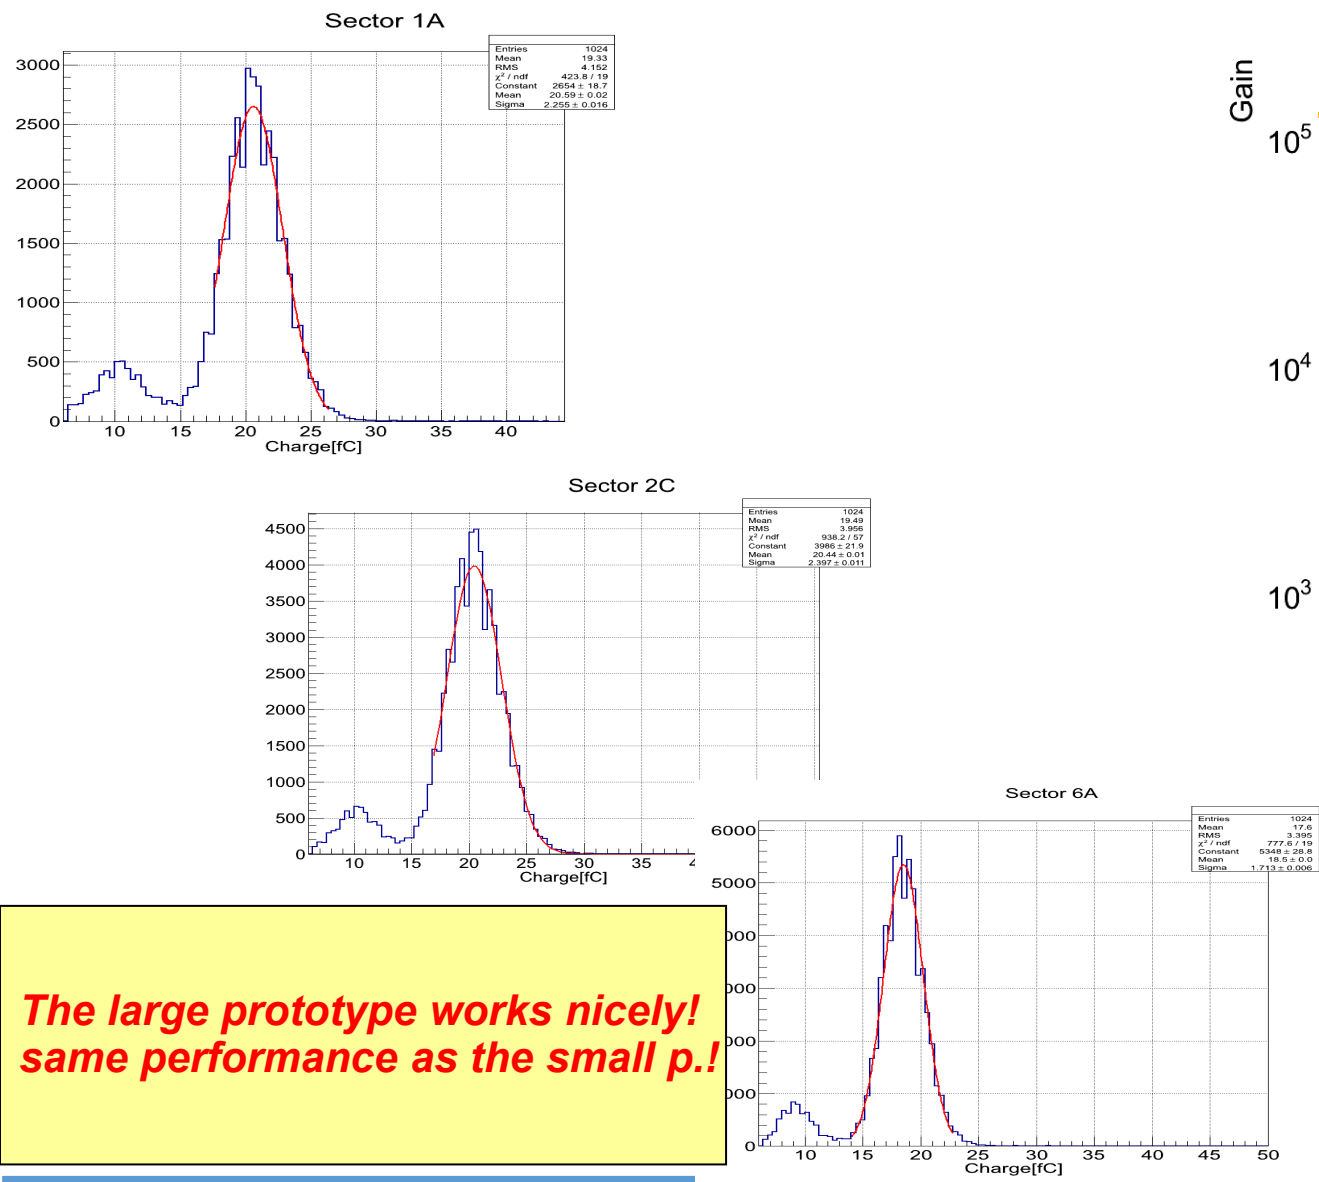 Sector 1A
Entries 1024
Mean 19.33
RMS 4.152
χ² / ndf 423.8 / 19
Constant 2654 ± 18.7
Mean 20.59 ± 0.02
Sigma 2.255 ± 0.016
3000
2500
2000
1500
1000
500
0
10 15 20 25 30 35 40
Charge[fC]
Gain
10⁵
10⁴
10³
Sector 2C
Entries 1024
Mean 19.49
RMS 3.956
χ² / ndf 938.2 / 57
Constant 3986 ± 21.9
Mean 20.44 ± 0.01
Sigma 2.397 ± 0.011
4500
4000
3500
3000
2500
2000
1500
1000
500
0
10 15 20 25 30 35
Charge[fC]
Sector 6A
Entries 1024
Mean 17.6
RMS 3.395
χ² / ndf 777.6 / 19
Constant 5348 ± 28.8
Mean 18.5 ± 0.0
Sigma 1.713 ± 0.006
6000
5000
000
000
000
000
0
10 15 20 25 30 35 40 45 50
Charge[fC]
The large prototype works nicely!
same performance as the small p.!